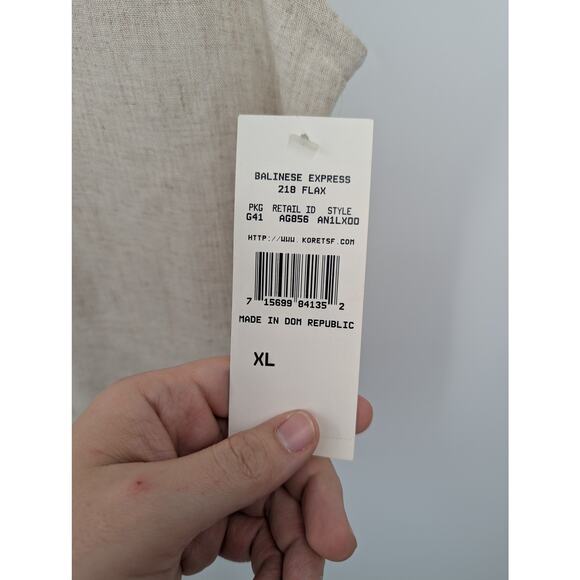 BALINESE EXPRESS
218 FLAX
PKG RETAIL ID STYLE
G41 AG856 AN1LX00
HTTP://WWW.KORETSF.COM
7 15699 84135 2
MADE IN DOM REPUBLIC
XL